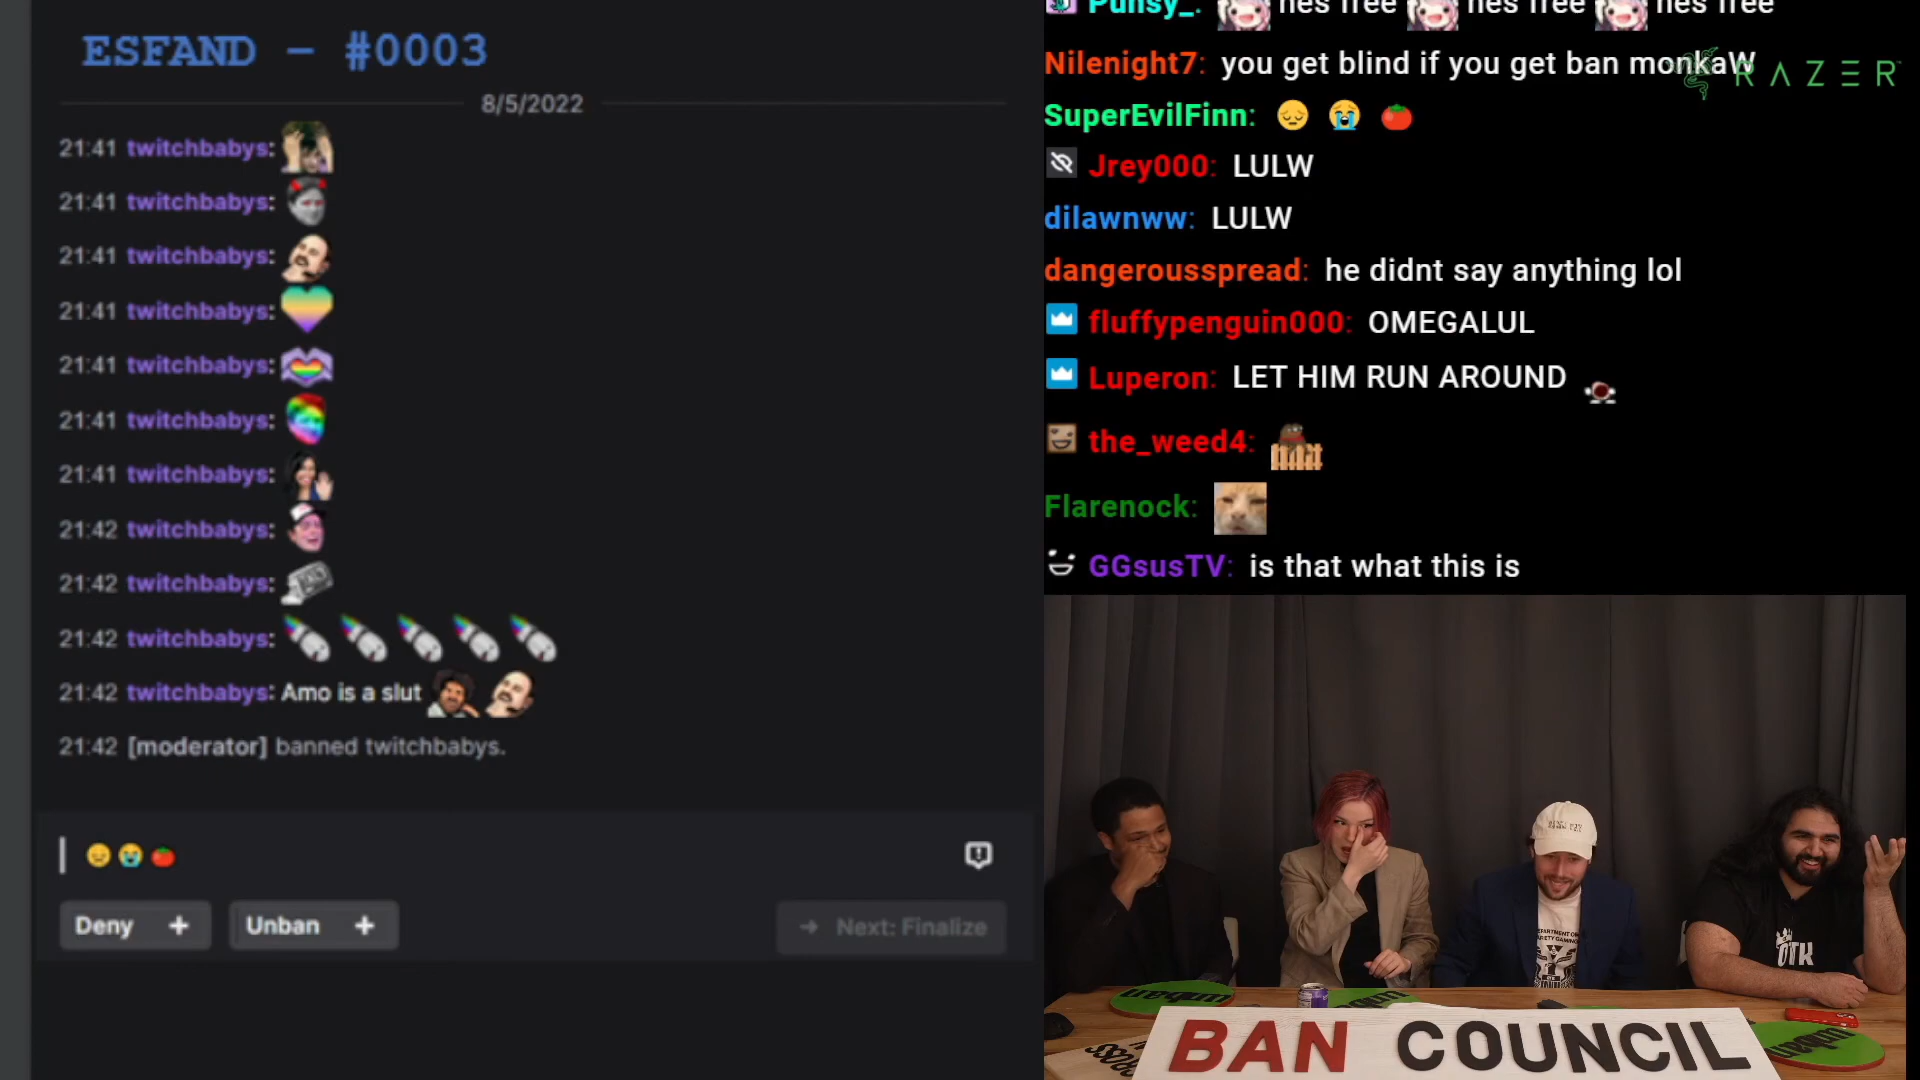 ESFAND - #0003
8/5/2022
21:41 twitchbabys:
21:41 twitchbabys:
21:41 twitchbabys:
21:41 twitchbabys:
21:41 twitchbabys:
21:41 twitchbabys:
21:41 twitchbabys:
21:42 twitchbabys:
21:42 twitchbabys:
21:42 twitchbabys:
21:42 twitchbabys: Amo is a slut
21:42 [moderator] banned twitchbabys.
Deny +
Unban +
→ Next: Finalize
hes free hes free hes free
Nilenight7: you get blind if you get ban monkaW
RAZER
SuperEvilFinn: 😔 😭 🍅
Jrey000: LULW
dilawnww: LULW
dangerousspread: he didnt say anything lol
fluffypenguin000: OMEGALUL
Luperon: LET HIM RUN AROUND
the_weed4:
Flarenock:
GGsusTV: is that what this is
OTK
unban
unban
unban
BAN COUNCIL